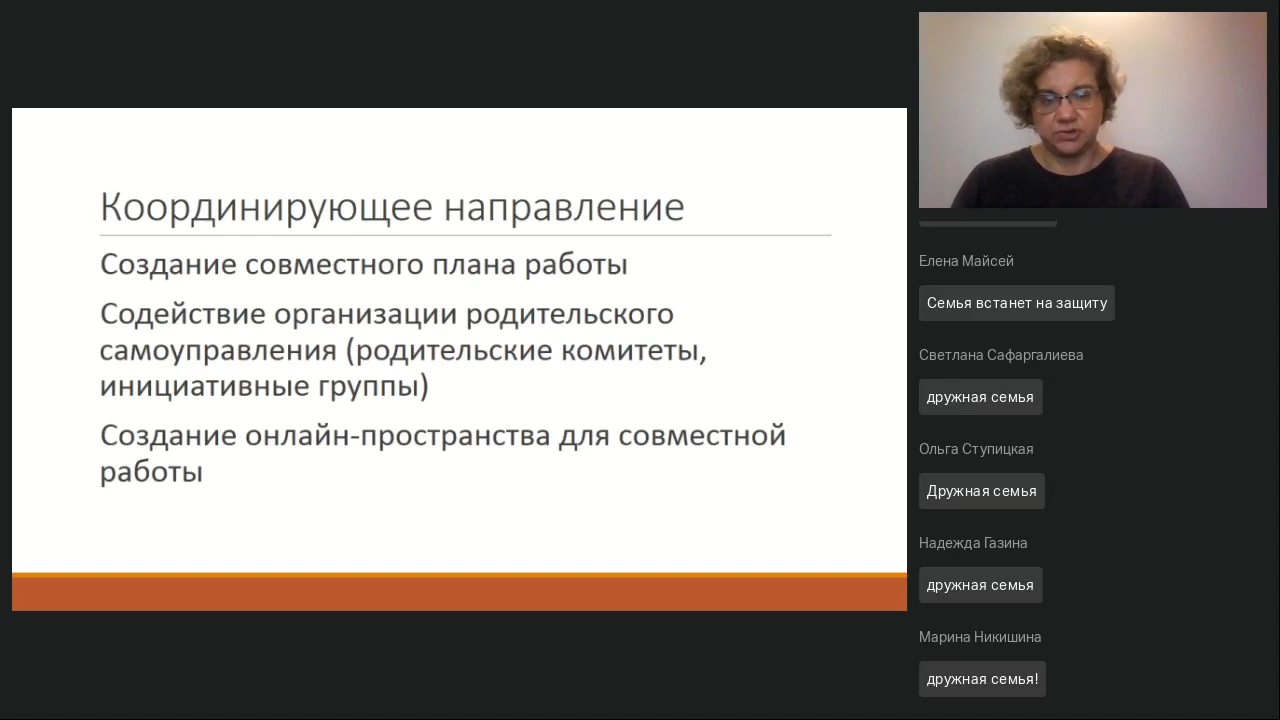 Координирующее направление
Создание совместного плана работы
Содействие организации родительского
самоуправления (родительские комитеты,
инициативные группы)
Создание онлайн-пространства для совместной
работы
Елена Майсей
Семья встанет на защиту
Светлана Сафаргалиева
дружная семья
Ольга Ступицкая
Дружная семья
Надежда Газина
дружная семья
Марина Никишина
дружная семья!